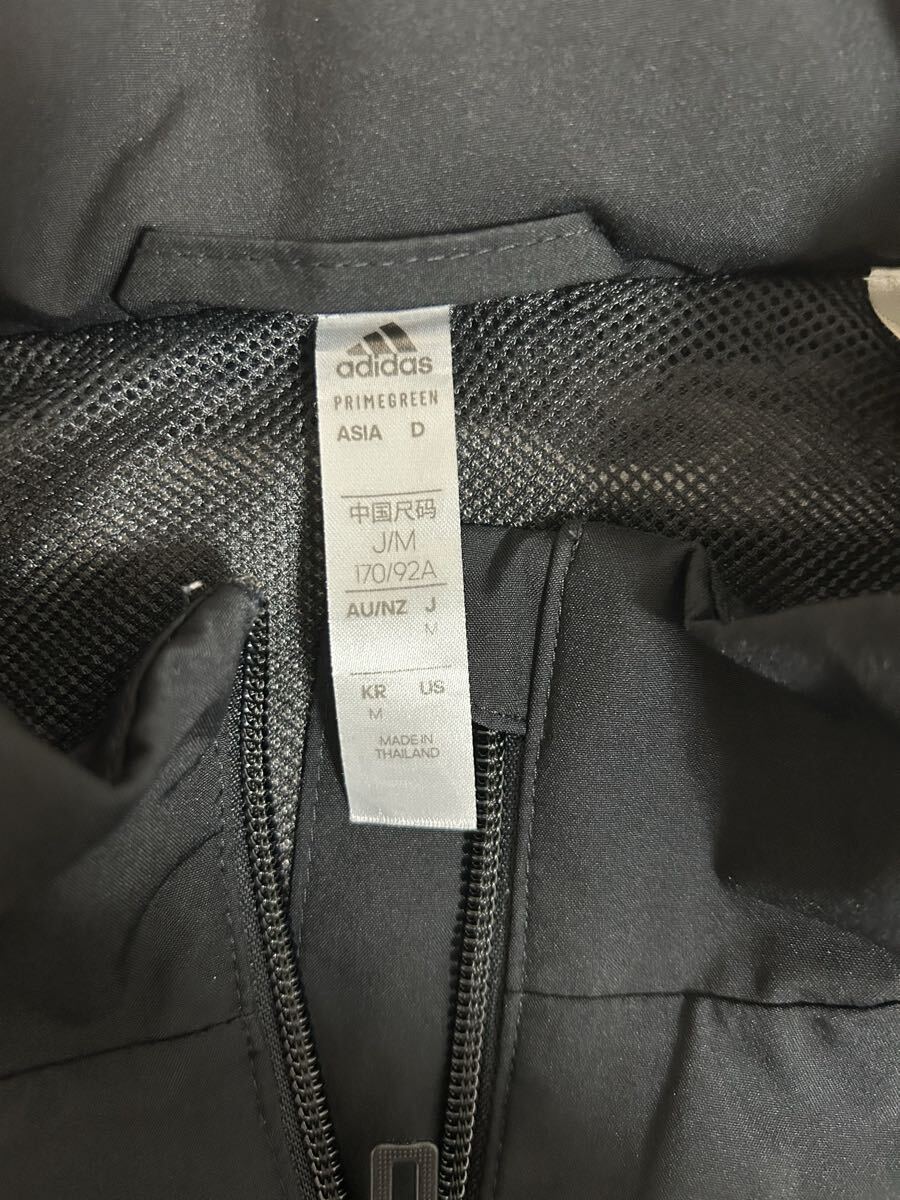 adidas
PRIMEGREEN
ASIA D
中国尺码
J/M
170/92A
AU/NZ J
M
KR US
M
MADE IN
THAILAND